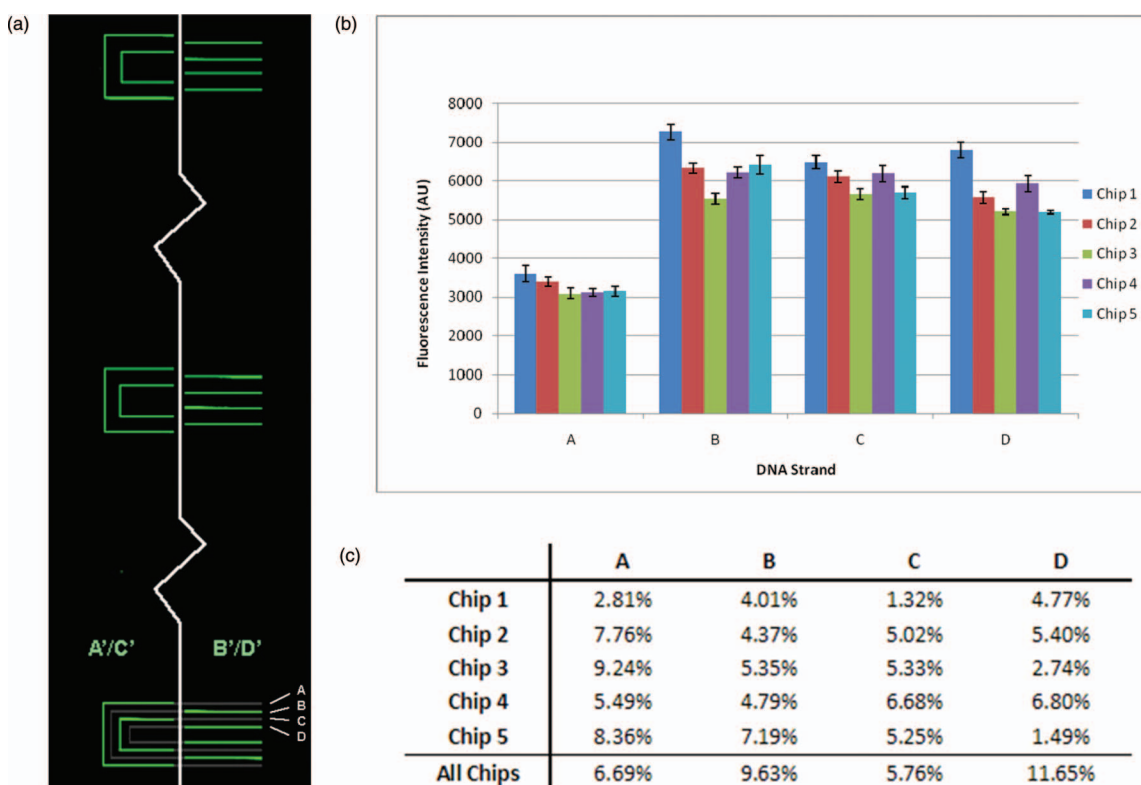 (a)
A'/C'
B'/D'
A
B
C
D
(b)
8000
7000
6000
5000
4000
3000
2000
1000
0
Fluorescence Intensity (AU)
A B C D
DNA Strand
Chip 1
Chip 2
Chip 3
Chip 4
Chip 5
(c)
A B C D
Chip 1 2.81% 4.01% 1.32% 4.77%
Chip 2 7.76% 4.37% 5.02% 5.40%
Chip 3 9.24% 5.35% 5.33% 2.74%
Chip 4 5.49% 4.79% 6.68% 6.80%
Chip 5 8.36% 7.19% 5.25% 1.49%
All Chips 6.69% 9.63% 5.76% 11.65%